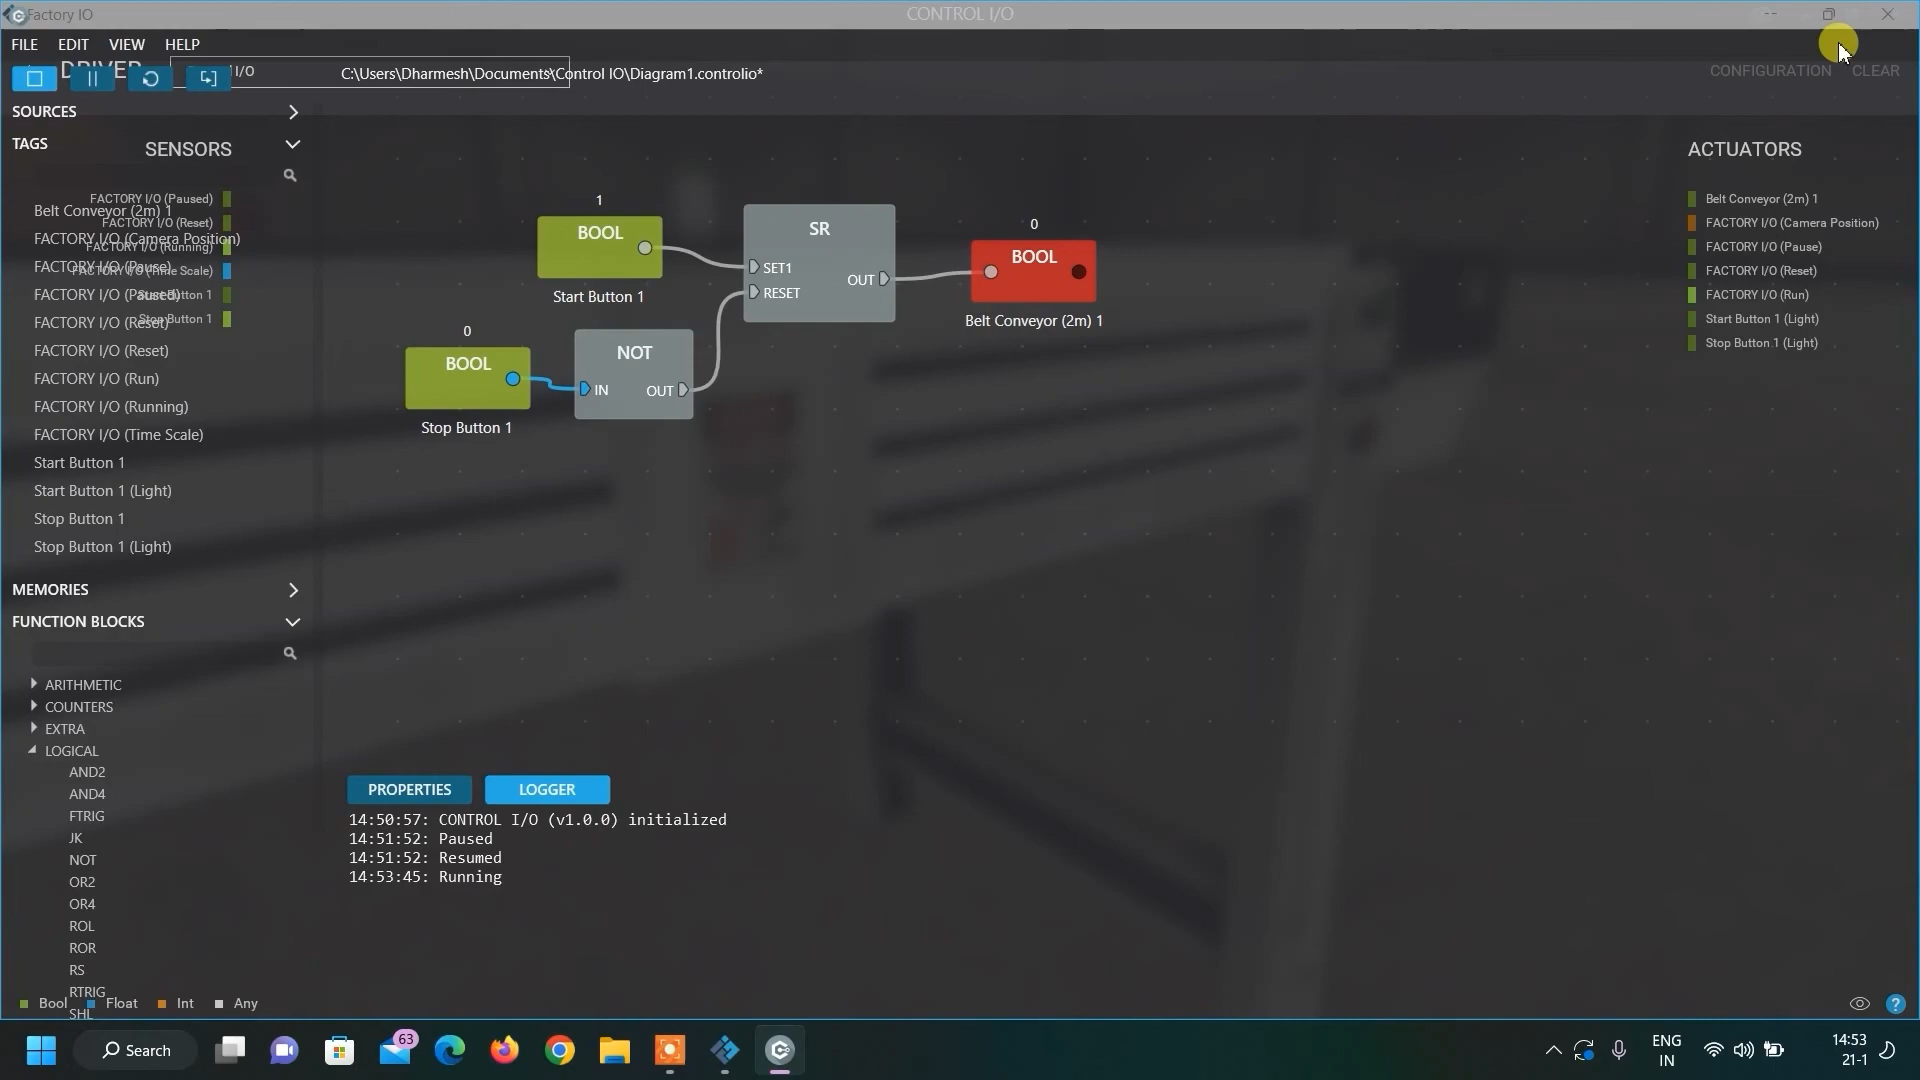 Factory IO
CONTROL I/O
FILE EDIT VIEW HELP
DRIVER
I/O
C:\Users\Dharmesh\Documents\Control IO\Diagram1.controlio*
CONFIGURATION CLEAR
SOURCES
TAGS
SENSORS
ACTUATORS
FACTORY I/O (Paused)
Belt Conveyor (2m) 1
FACTORY I/O (Reset)
FACTORY I/O (Camera Position)
FACTORY I/O (Running)
FACTORY I/O (Pause)
FACTORY I/O (Time Scale)
FACTORY I/O (Paused)
Start Button 1
FACTORY I/O (Reset)
Stop Button 1
FACTORY I/O (Reset)
FACTORY I/O (Run)
FACTORY I/O (Running)
FACTORY I/O (Time Scale)
Start Button 1
Start Button 1 (Light)
Stop Button 1
Stop Button 1 (Light)
MEMORIES
FUNCTION BLOCKS
ARITHMETIC
COUNTERS
EXTRA
LOGICAL
AND2
AND4
FTRIG
JK
NOT
OR2
OR4
ROL
ROR
RS
RTRIG
SHL
Bool Float Int Any
1
BOOL
Start Button 1
0
BOOL
Stop Button 1
NOT
IN OUT
SR
SET1
RESET
OUT
0
BOOL
Belt Conveyor (2m) 1
Belt Conveyor (2m) 1
FACTORY I/O (Camera Position)
FACTORY I/O (Pause)
FACTORY I/O (Reset)
FACTORY I/O (Run)
Start Button 1 (Light)
Stop Button 1 (Light)
PROPERTIES LOGGER
14:50:57: CONTROL I/O (v1.0.0) initialized
14:51:52: Paused
14:51:52: Resumed
14:53:45: Running
?
Search
63
ENG
IN
14:53
21-1